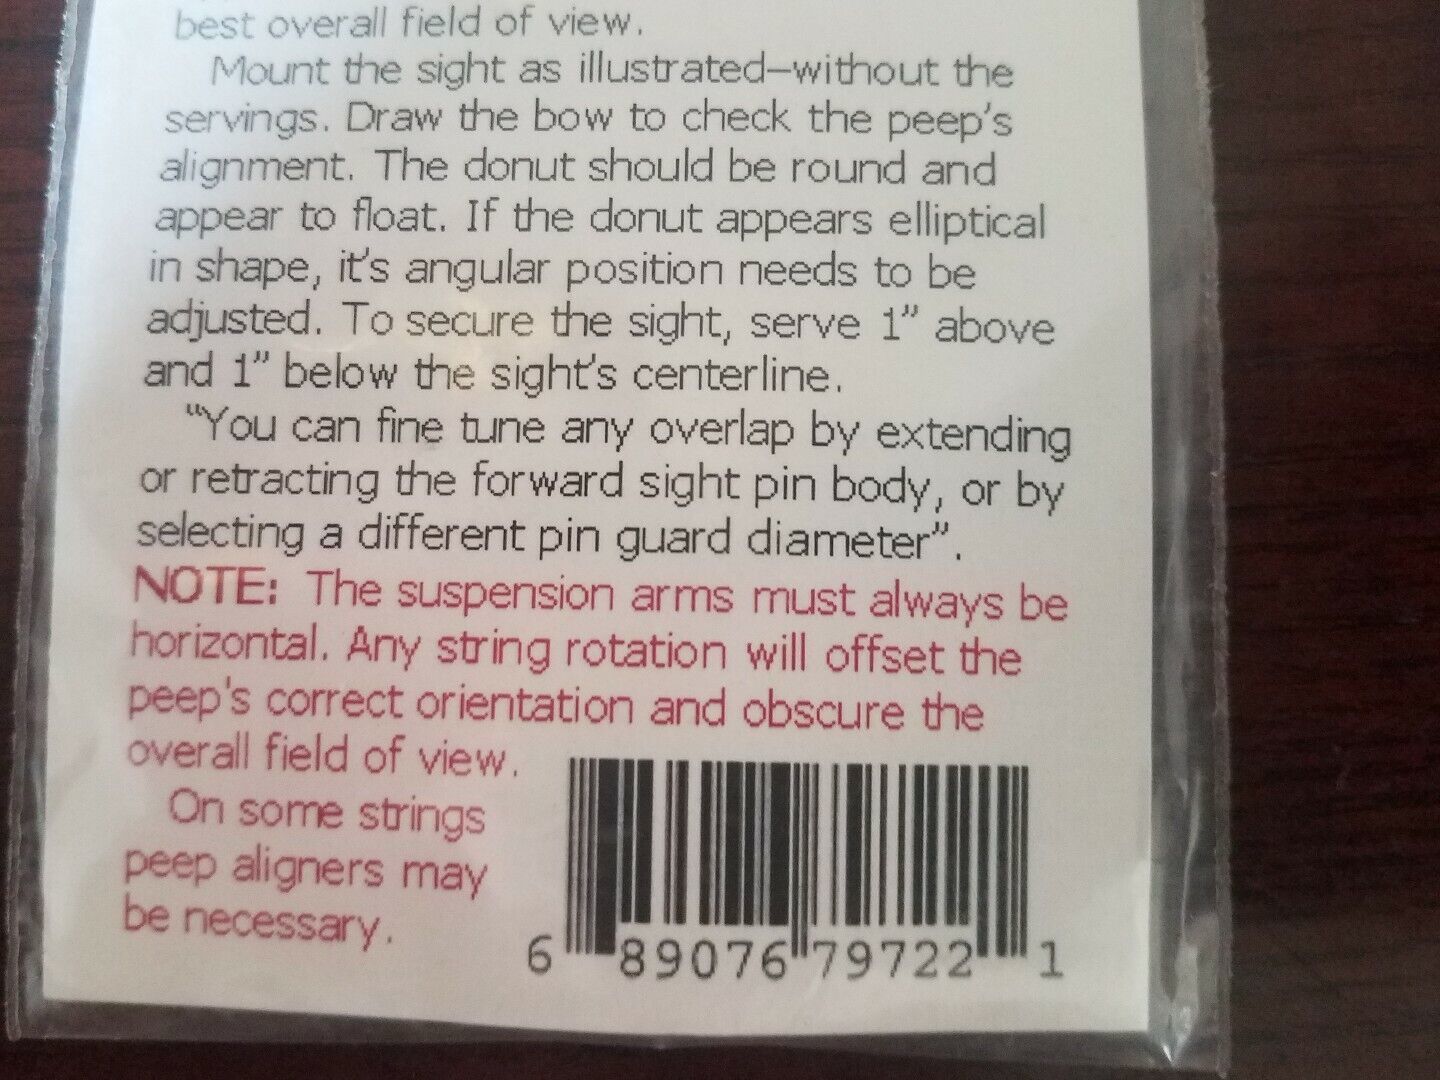 best overall field of view.
Mount the sight as illustrated–without the
servings. Draw the bow to check the peep's
alignment. The donut should be round and
appear to float. If the donut appears elliptical
in shape, it's angular position needs to be
adjusted. To secure the sight, serve 1" above
and 1" below the sight's centerline.
"You can fine tune any overlap by extending
or retracting the forward sight pin body, or by
selecting a different pin guard diameter".
NOTE: The suspension arms must always be
horizontal. Any string rotation will offset the
peep's correct orientation and obscure the
overall field of view.
On some strings
peep aligners may
be necessary.
6 89076 79722 1